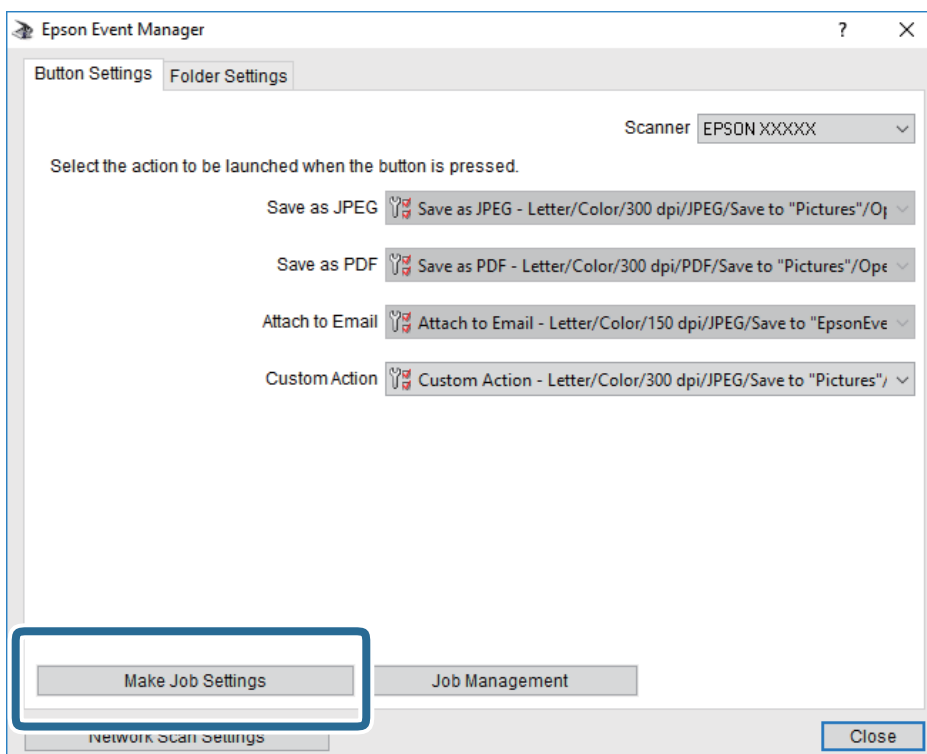 Epson Event Manager
Button Settings Folder Settings
Scanner EPSON XXXXX
Select the action to be launched when the button is pressed.
Save as JPEG Save as JPEG - Letter/Color/300 dpi/JPEG/Save to "Pictures"/Op
Save as PDF Save as PDF - Letter/Color/300 dpi/PDF/Save to "Pictures"/Ope
Attach to Email Attach to Email - Letter/Color/150 dpi/JPEG/Save to "EpsonEve
Custom Action Custom Action - Letter/Color/300 dpi/JPEG/Save to "Pictures"/
Make Job Settings Job Management
Network Scan Settings Close